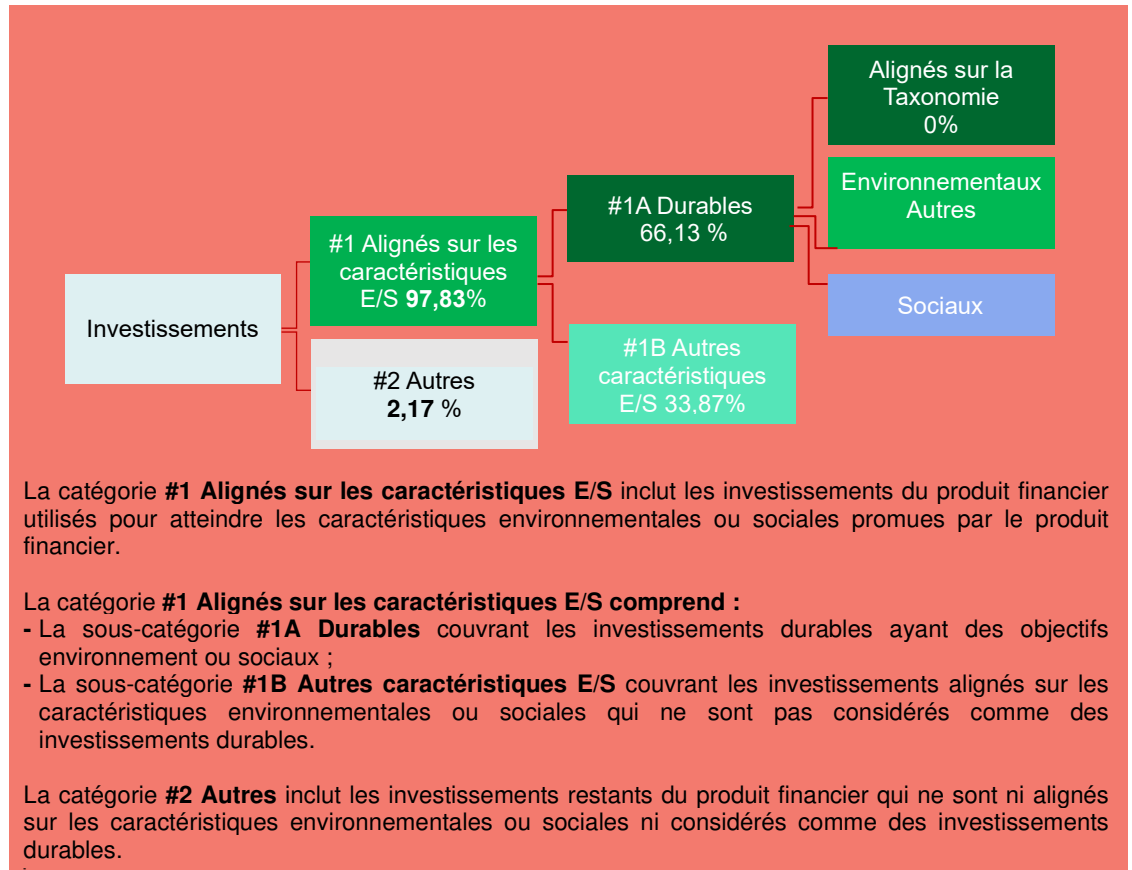 Alignés sur la
Taxonomie
0%
Environnementaux
Autres
#1A Durables
66,13 %
#1 Alignés sur les
caractéristiques
E/S 97,83%
Sociaux
Investissements
#1B Autres
caractéristiques
E/S 33,87%
#2 Autres
2,17 %
La catégorie #1 Alignés sur les caractéristiques E/S inclut les investissements du produit financier
utilisés pour atteindre les caractéristiques environnementales ou sociales promues par le produit
financier.
La catégorie #1 Alignés sur les caractéristiques E/S comprend :
- La sous-catégorie #1A Durables couvrant les investissements durables ayant des objectifs
environnement ou sociaux ;
- La sous-catégorie #1B Autres caractéristiques E/S couvrant les investissements alignés sur les
caractéristiques environnementales ou sociales qui ne sont pas considérés comme des
investissements durables.
La catégorie #2 Autres inclut les investissements restants du produit financier qui ne sont ni alignés
sur les caractéristiques environnementales ou sociales ni considérés comme des investissements
durables.